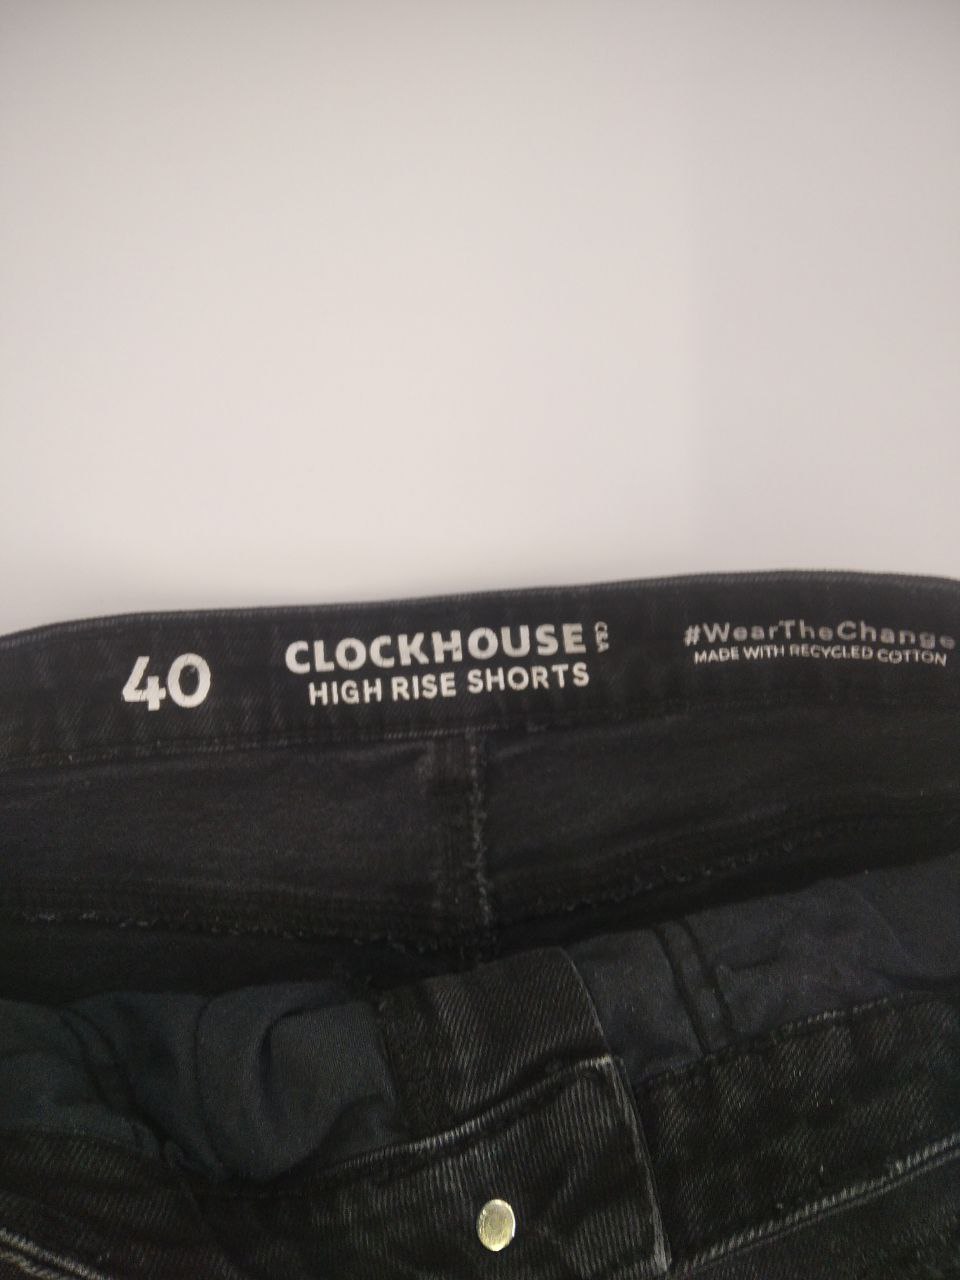 40
CLOCKHOUSE C&A
HIGH RISE SHORTS
#WearTheChange
MADE WITH RECYCLED COTTON